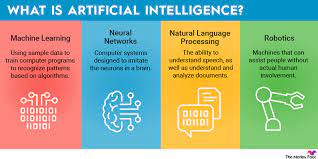 WHAT IS ARTIFICIAL INTELLIGENCE?
Machine Learning
Using sample data to
train computer programs
to recognize patterns
based on algorithms.
Neural
Networks
Computer systems
designed to imitate
the neurons in a brain.
Natural Language
Processing
The ability to
understand speech, as
well as understand and
analyze documents.
Robotics
Machines that can
assist people without
actual human
involvement.
The Motley Fool